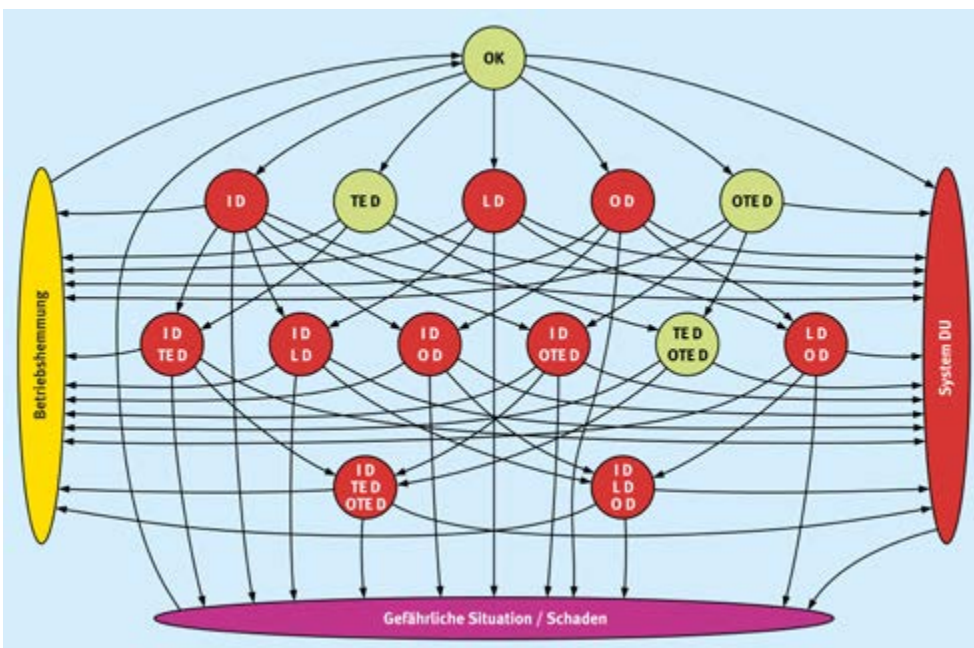 OK
I D
TE D
L D
O D
OTE D
Betriebshemmung
System DU
I D
TE D
I D
L D
I D
O D
I D
OTE D
TE D
OTE D
L D
O D
I D
TE D
OTE D
I D
L D
O D
Gefährliche Situation / Schaden